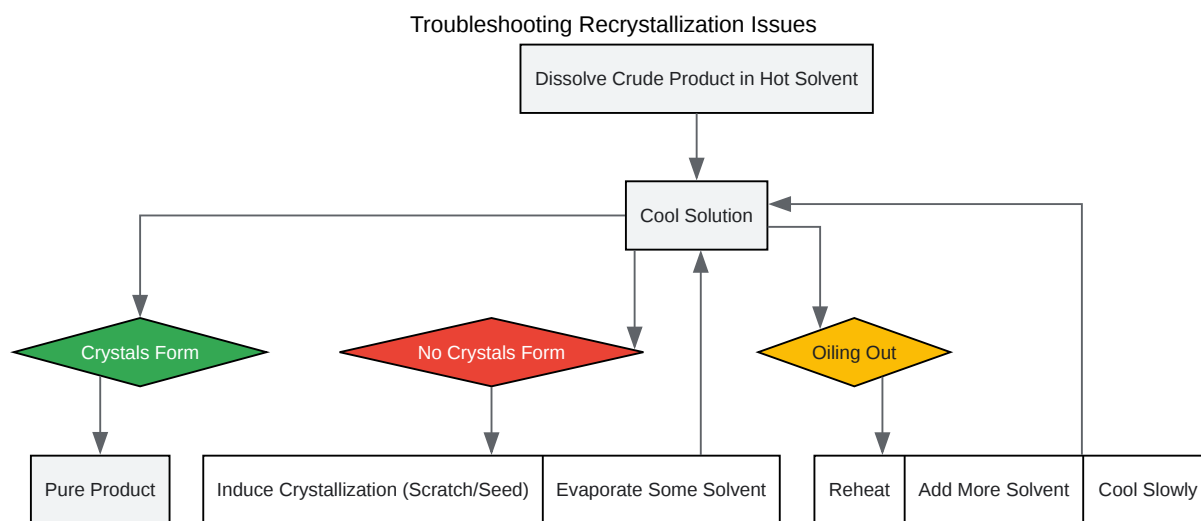 Troubleshooting Recrystallization Issues
Dissolve Crude Product in Hot Solvent
Cool Solution
Crystals Form
No Crystals Form
Oiling Out
Pure Product
Induce Crystallization (Scratch/Seed)
Evaporate Some Solvent
Reheat
Add More Solvent
Cool Slowly